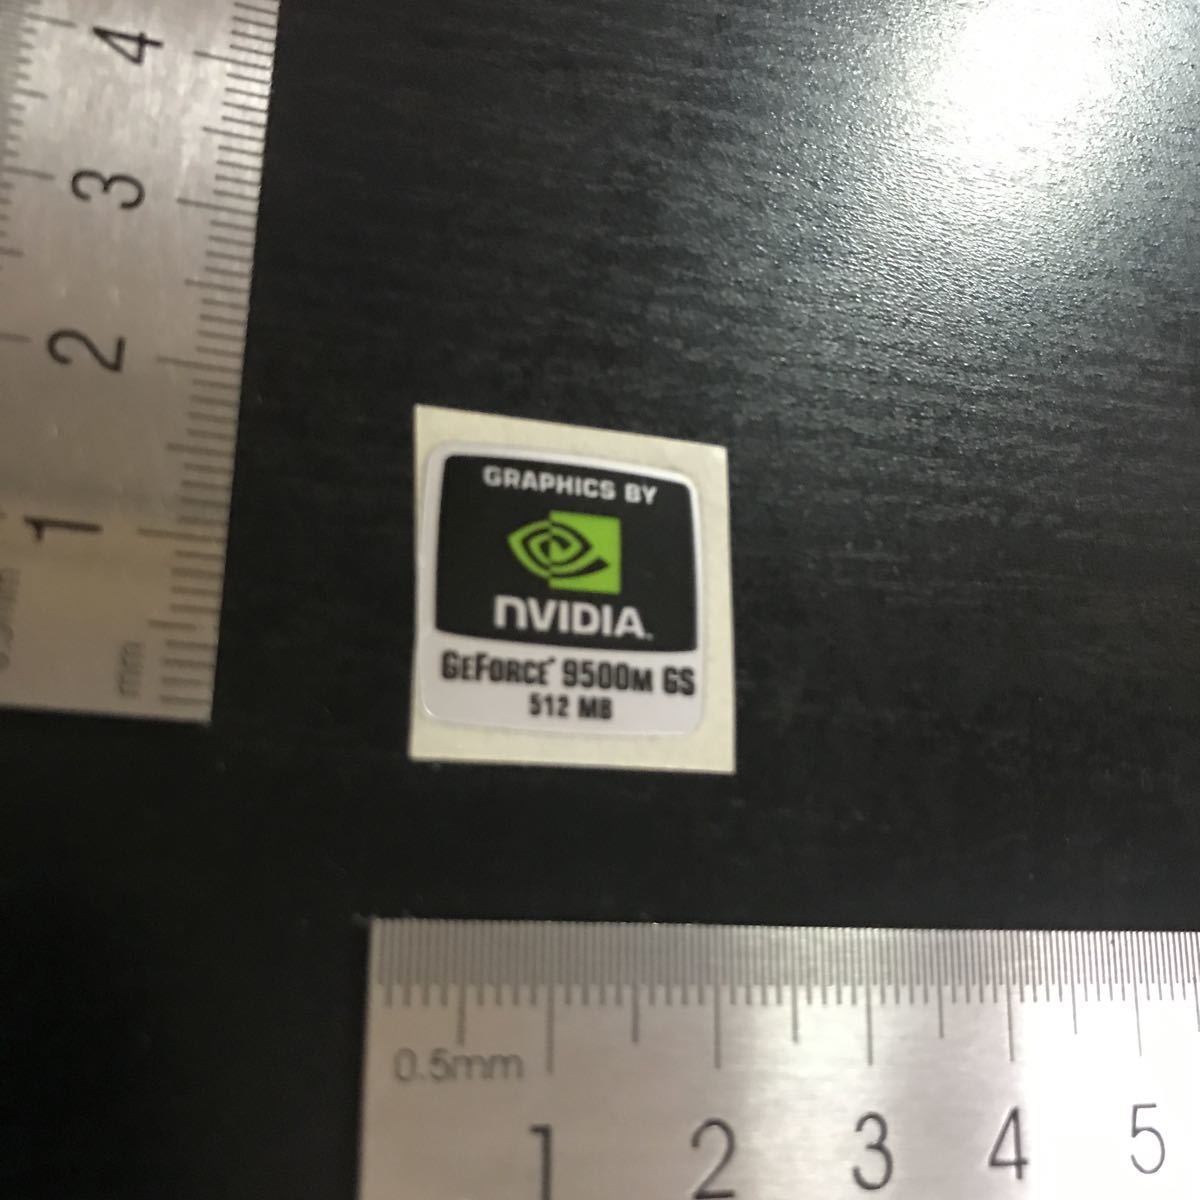 4
3
2
1
mm
GRAPHICS BY
NVIDIA.
GEFORCE® 9500M GS
512 MB
0.5mm
1 2 3 4 5